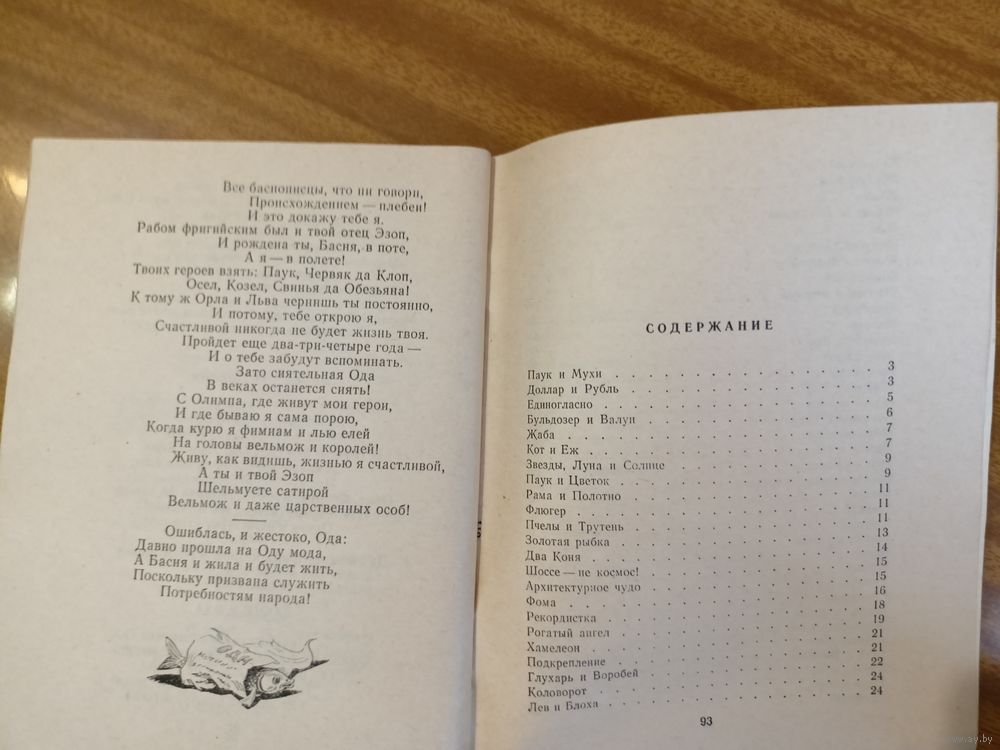 Все баснописцы, что ни говори,
Происхождением — плебеи!
И это докажу тебе я.
Рабом фригийским был и твой отец Эзоп,
И рождена ты, Басня, в поте,
А я — в полете!
Твоих героев взять: Паук, Червяк да Клоп,
Осел, Козел, Свинья да Обезьяна!
К тому ж Орла и Льва чернишь ты постоянно,
И потому, тебе открою я,
Счастливой никогда не будет жизнь твоя.
Пройдет еще два-три-четыре года —
И о тебе забудут вспоминать.
Зато сиятельная Ода
В веках останется сиять!
С Олимпа, где живут мои герои,
И где бываю я сама порою,
Когда курю я фимиам и лью елей
На головы вельмож и королей!
Живу, как видишь, жизнью я счастливой,
А ты и твой Эзоп
Шельмуете сатирой
Вельмож и даже царственных особ!
Ошиблась, и жестоко, Ода:
Давно прошла на Оду мода,
А Басня и жила и будет жить,
Поскольку призвана служить
Потребностям народа!
ОДА
СОДЕРЖАНИЕ
Паук и Мухи . . . . . . . . . . 3
Доллар и Рубль . . . . . . . . . . 3
Единогласно . . . . . . . . . . 5
Бульдозер и Валун . . . . . . . . . . 6
Жаба . . . . . . . . . . 7
Кот и Еж . . . . . . . . . . 7
Звезды, Луна и Солнце . . . . . . . . . . 9
Паук и Цветок . . . . . . . . . . 9
Рама и Полотно . . . . . . . . . . 11
Флюгер . . . . . . . . . . 11
Пчелы и Трутень . . . . . . . . . . 11
Золотая рыбка . . . . . . . . . . 13
Два Коня . . . . . . . . . . 14
Шоссе — не космос! . . . . . . . . . . 15
Архитектурное чудо . . . . . . . . . . 15
Фома . . . . . . . . . . 16
Рекордистка . . . . . . . . . . 18
Рогатый ангел . . . . . . . . . . 19
Хамелеон . . . . . . . . . . 21
Подкрепление . . . . . . . . . . 21
Глухарь и Воробей . . . . . . . . . . 22
Коловорот . . . . . . . . . . 24
Лев и Блоха . . . . . . . . . . 24
93
www.ay.by